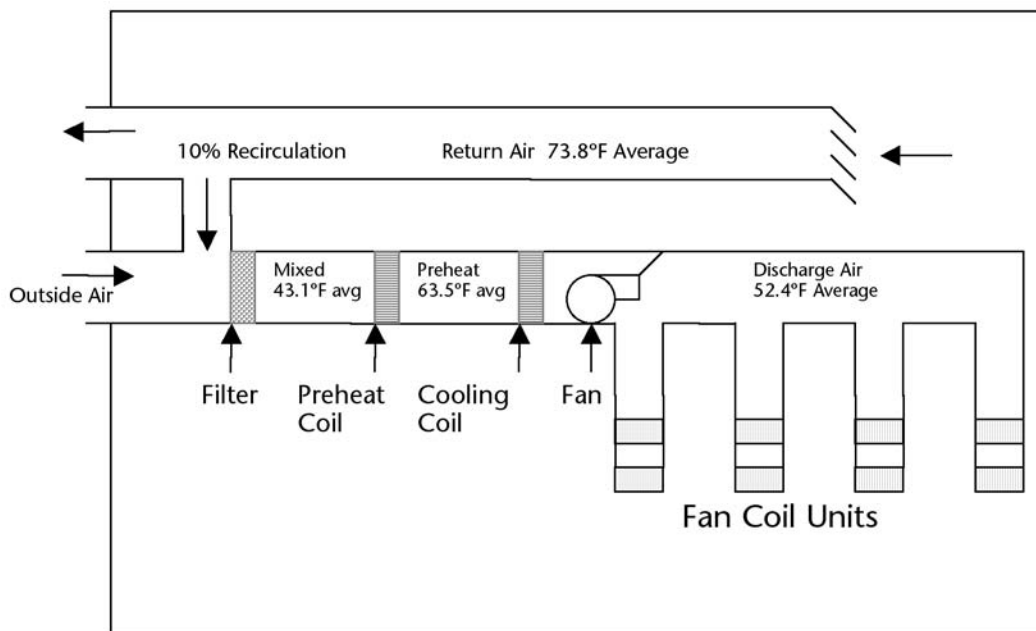 10% Recirculation
Return Air 73.8ºF Average
Mixed
43.1°F avg
Preheat
63.5°F avg
Discharge Air
52.4°F Average
Outside Air
Filter
Preheat
Coil
Cooling
Coil
Fan
Fan Coil Units